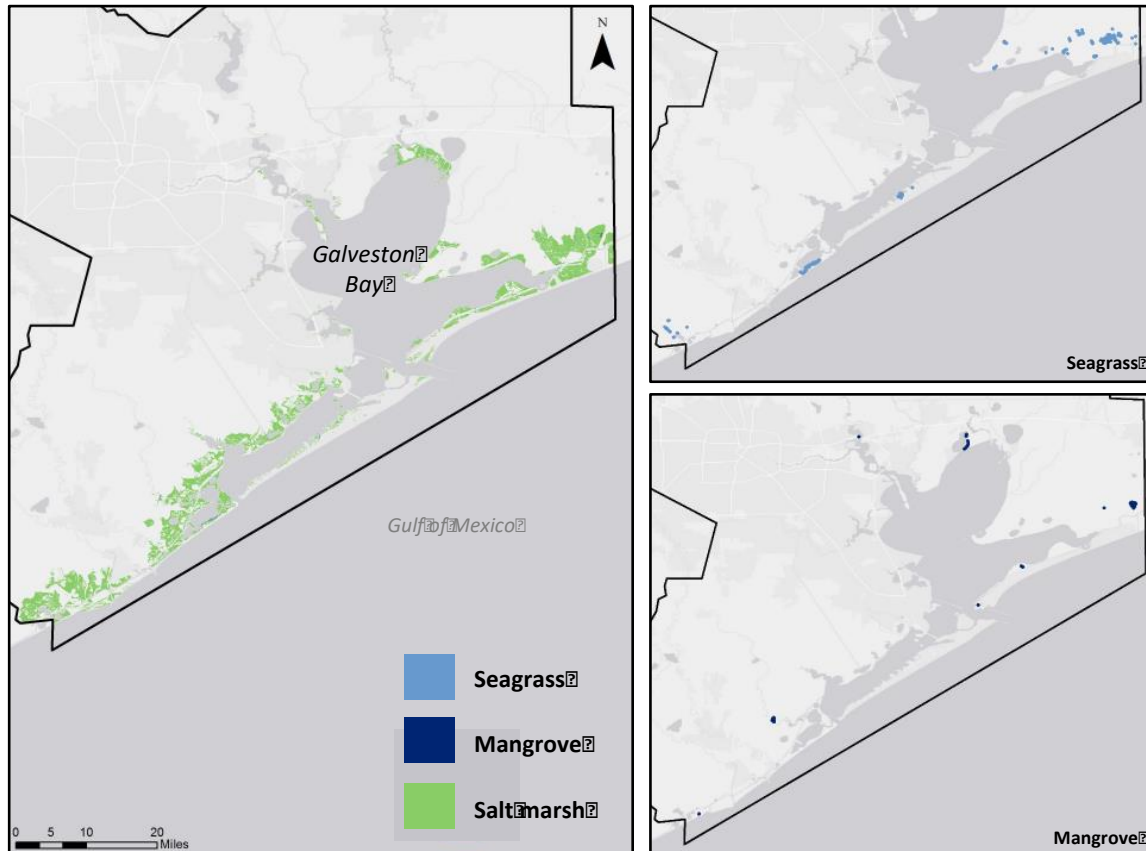 N
Galveston⍰
Bay⍰
Gulf⍰of⍰Mexico⍰
Seagrass⍰
Mangrove⍰
Salt⍰marsh⍰
0 5 10 20
Miles
Seagrass⍰
Mangrove⍰